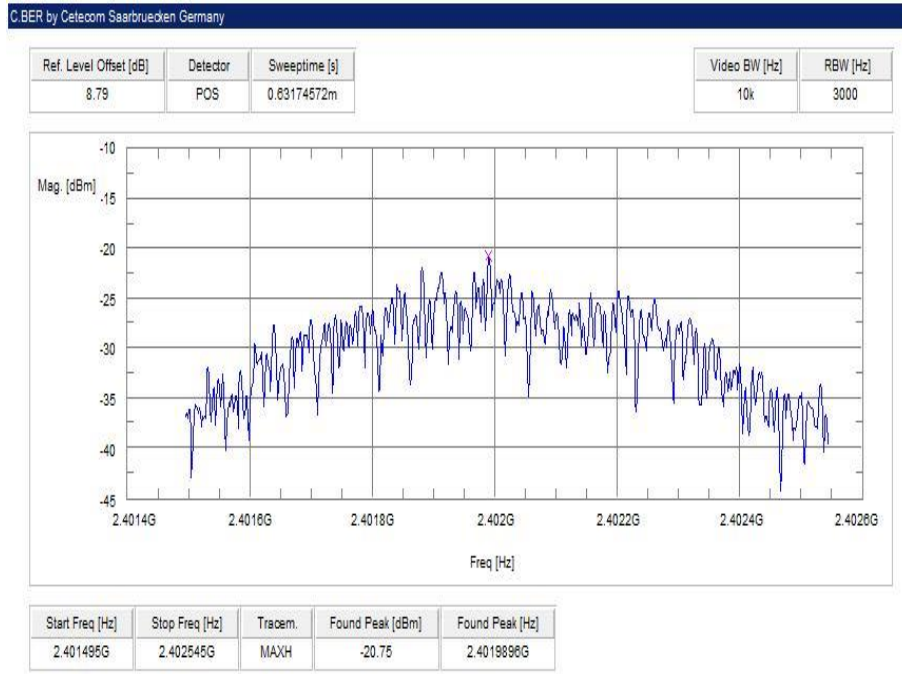 C.BER by Cetecom Saarbruecken Germany
Ref. Level Offset [dB] Detector Sweeptime [s] Video BW [Hz] RBW [Hz]
8.79 POS 0.63174572m 10k 3000
-10
Mag. [dBm]
-15
-20
-25
-30
-35
-40
-45
2.4014G 2.4016G 2.4018G 2.402G 2.4022G 2.4024G 2.4026G
Freq [Hz]
Start Freq [Hz] Stop Freq [Hz] Tracem. Found Peak [dBm] Found Peak [Hz]
2.401495G 2.402545G MAXH -20.75 2.4019896G